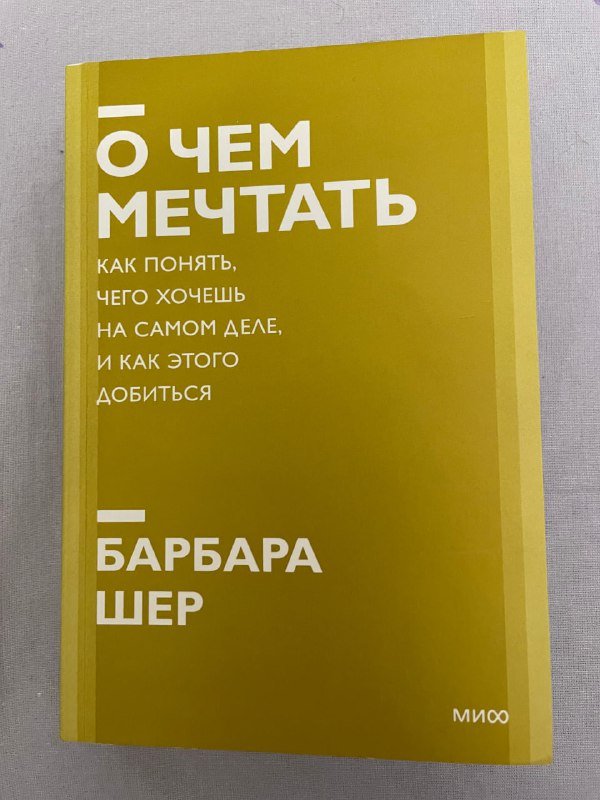 О ЧЕМ
МЕЧТАТЬ
КАК ПОНЯТЬ,
ЧЕГО ХОЧЕШЬ
НА САМОМ ДЕЛЕ,
И КАК ЭТОГО
ДОБИТЬСЯ
БАРБАРА
ШЕР
МИФ